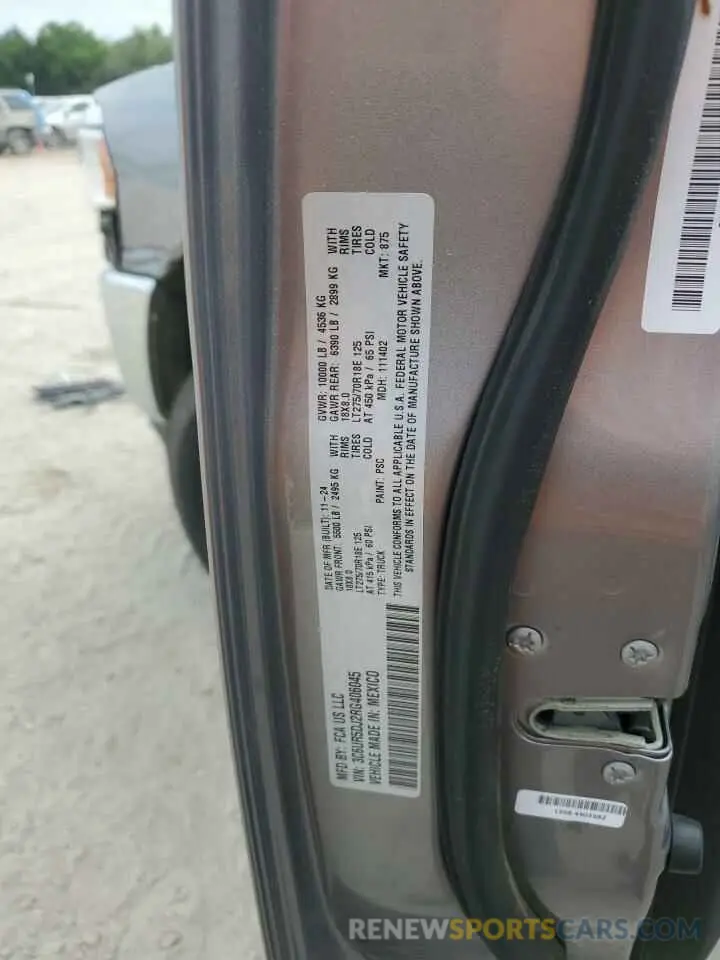 MFD BY: FCA US LLC
DATE OF MFR (BUILT): 11-24
GVWR: 10000 LB / 4536 KG
VIN: 3C6UR5DJ2RG406045
GAWR FRONT: 5500 LB / 2495 KG
WITH
GAWR REAR: 6390 LB / 2899 KG
WITH
VEHICLE MADE IN: MEXICO
18X8.0
RIMS
18X8.0
RIMS
LT275/70R18E 125
TIRES
LT275/70R18E 125
TIRES
AT 415 kPa / 60 PSI
COLD
AT 450 kPa / 65 PSI
COLD
TYPE: TRUCK
PAINT: PSC
MDH: 111402
MKT: 875
THIS VEHICLE CONFORMS TO ALL APPLICABLE U.S.A. FEDERAL MOTOR VEHICLE SAFETY
STANDARDS IN EFFECT ON THE DATE OF MANUFACTURE SHOWN ABOVE.
RENEWSPORTSCARS.COM